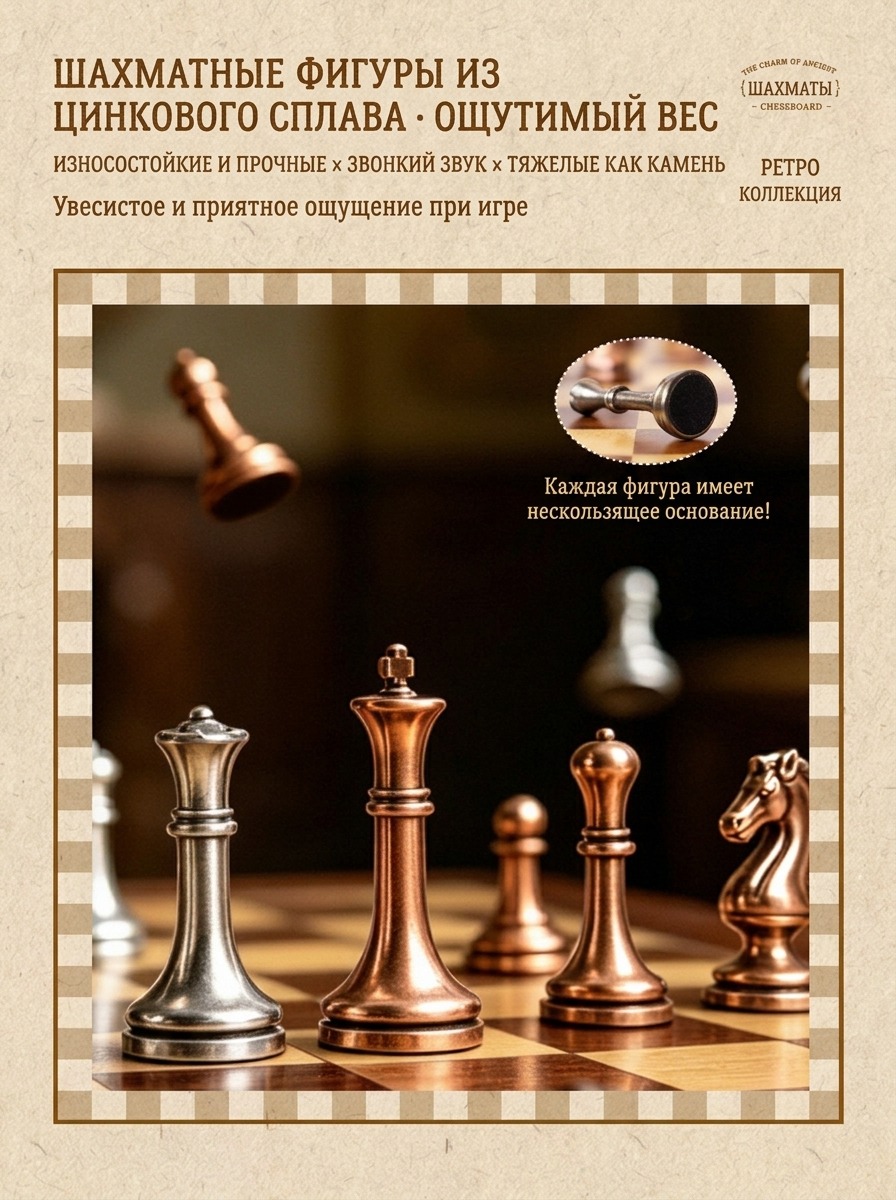 ШАХМАТНЫЕ ФИГУРЫ ИЗ
ЦИНКОВОГО СПЛАВА · ОЩУТИМЫЙ ВЕС
ИЗНОСОСТОЙКИЕ И ПРОЧНЫЕ × ЗВОНКИЙ ЗВУК × ТЯЖЕЛЫЕ КАК КАМЕНЬ
Увесистое и приятное ощущение при игре
THE CHARM OF ANCIENT
{ШАХМАТЫ}
- CHESSBOARD -
РЕТРО
КОЛЛЕКЦИЯ
Каждая фигура имеет
нескользящее основание!